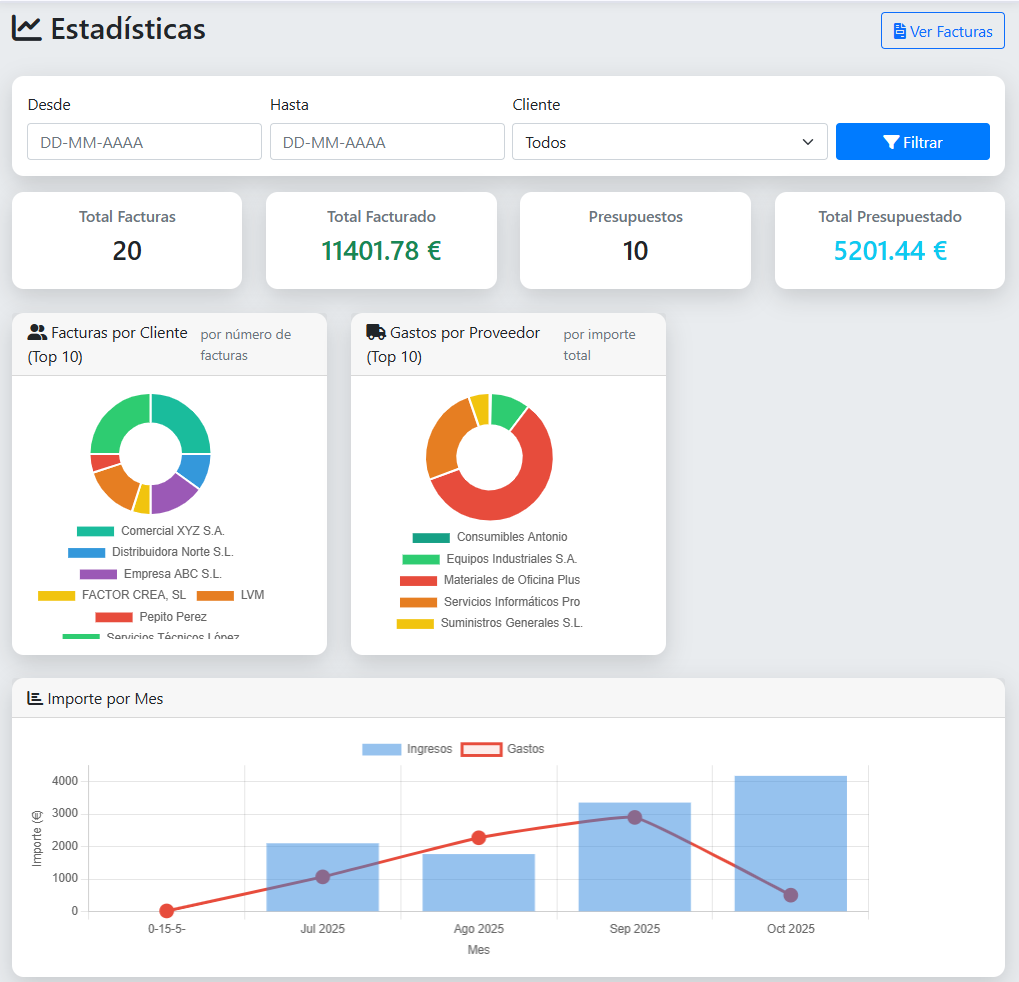 Estadísticas
Ver Facturas
Desde
Hasta
Cliente
DD-MM-AAAA
DD-MM-AAAA
Todos
Filtrar
Total Facturas
20
Total Facturado
11401.78 €
Presupuestos
10
Total Presupuestado
5201.44 €
Facturas por Cliente
(Top 10)
por número de
facturas
Comercial XYZ S.A.
Distribuidora Norte S.L.
Empresa ABC S.L.
FACTOR CREA, SL
LVM
Pepito Perez
Servicios Técnicos López
Gastos por Proveedor
(Top 10)
por importe
total
Consumibles Antonio
Equipos Industriales S.A.
Materiales de Oficina Plus
Servicios Informáticos Pro
Suministros Generales S.L.
Importe por Mes
Ingresos
Gastos
Importe (€)
4000
3000
2000
1000
0
0-15-5-
Jul 2025
Ago 2025
Sep 2025
Oct 2025
Mes